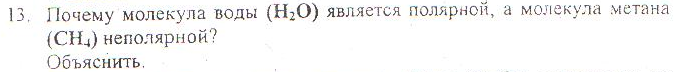 13. Почему молекула воды (H₂O) является полярной, а молекула метана
(CH₄) неполярной?
Объяснить.